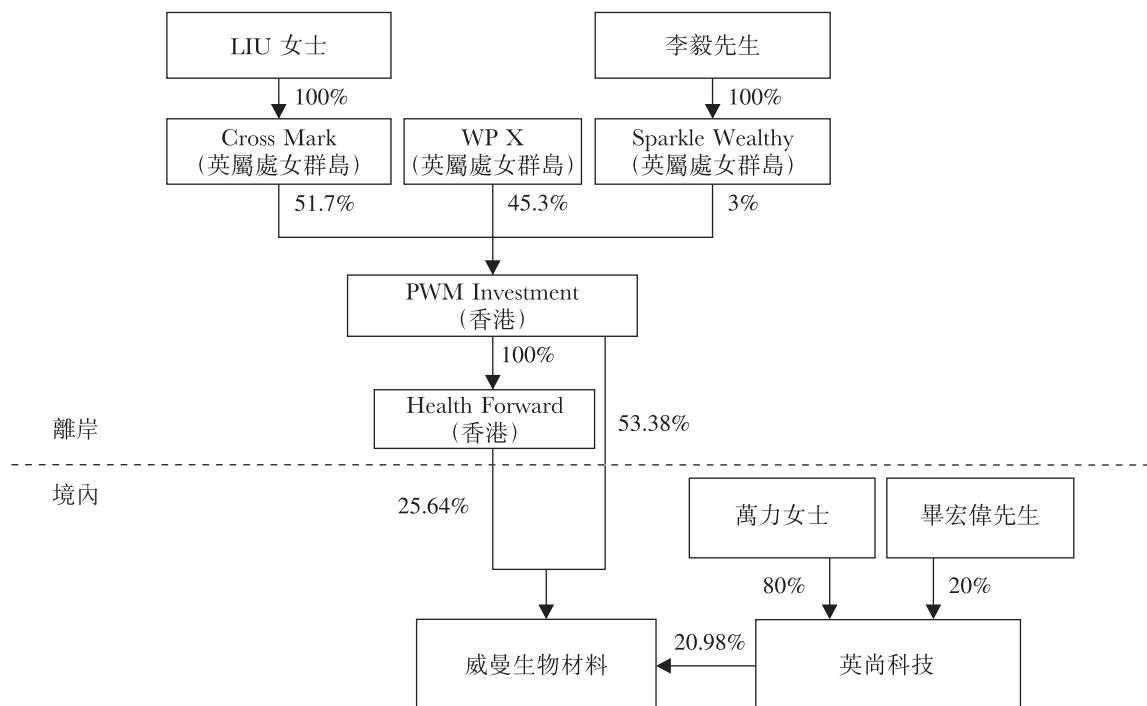 LIU 女士
李毅先生
100%
100%
Cross Mark
(英屬處女群島)
WP X
(英屬處女群島)
Sparkle Wealthy
(英屬處女群島)
51.7%
45.3%
3%
PWM Investment
(香港)
100%
Health Forward
(香港)
53.38%
離岸
境內
25.64%
萬力女士
畢宏偉先生
80%
20%
威曼生物材料
20.98%
英尚科技